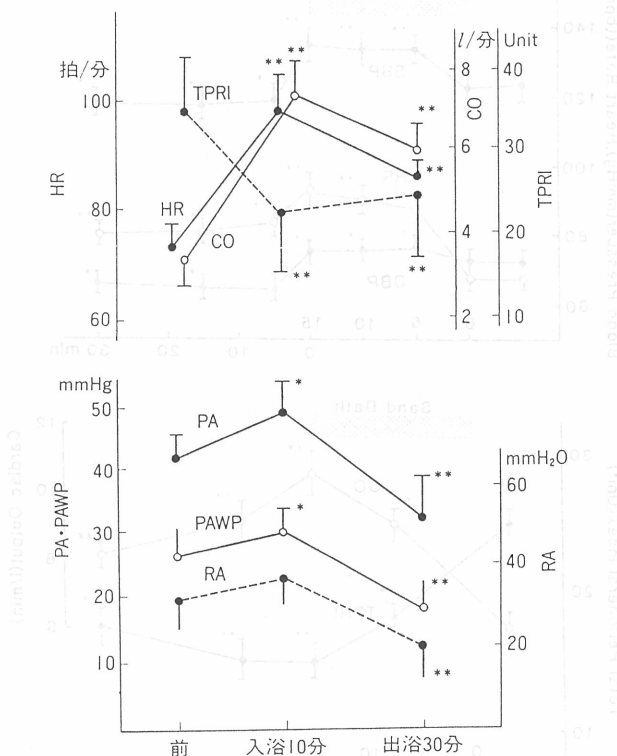 拍/分
l/分 Unit
100
80
60
HR
TPRI
HR
CO
**
**
**
**
**
**
8
6
4
2
CO
40
30
20
10
TPRI
mmHg
50
40
30
20
10
PA・PAWP
PA
PAWP
RA
*
*
**
**
**
mmH₂O
60
40
20
RA
前 入浴10分 出浴30分